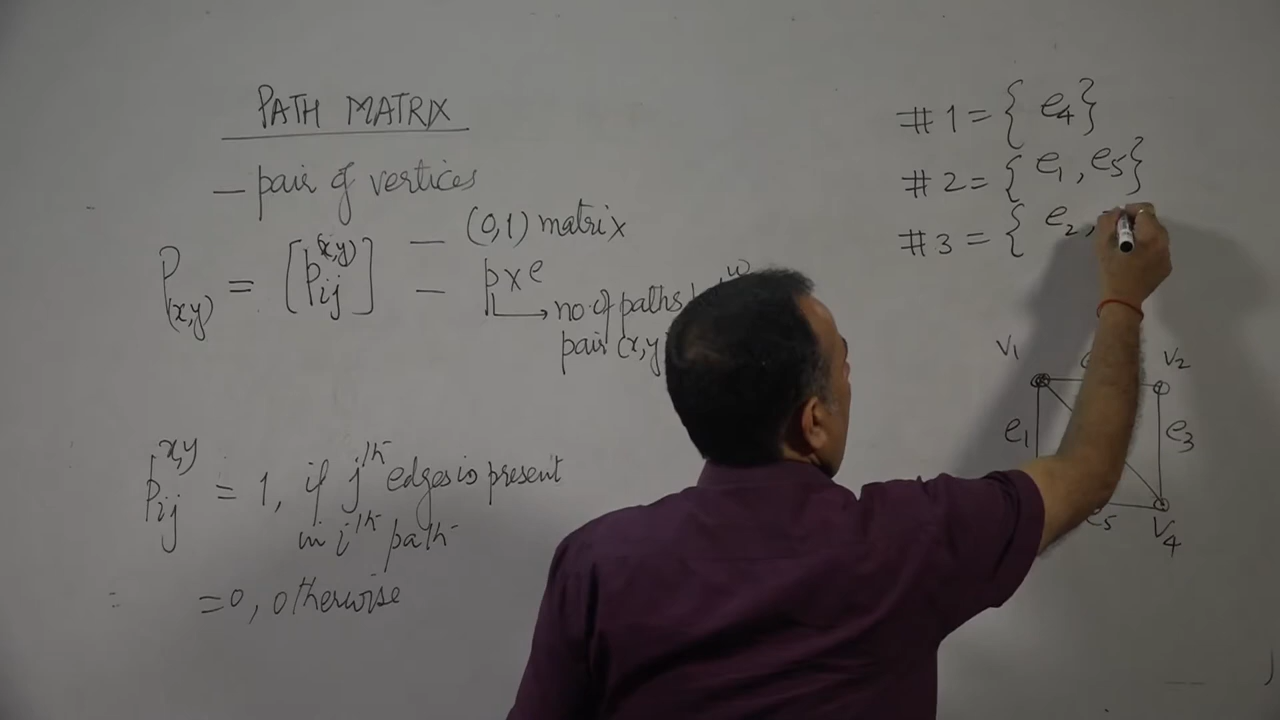 PATH MATRIX
— pair of vertices
P(x,y) = [pij(x,y)] — (0,1) matrix
— p×e
→ no. of paths
pair (x,y
pijx,y = 1, if jth edges is present
in ith path
= 0, otherwise
#1 = { e4 }
#2 = { e1, e5 }
#3 = { e2,
v1 v2
e1 e3
e5 v4